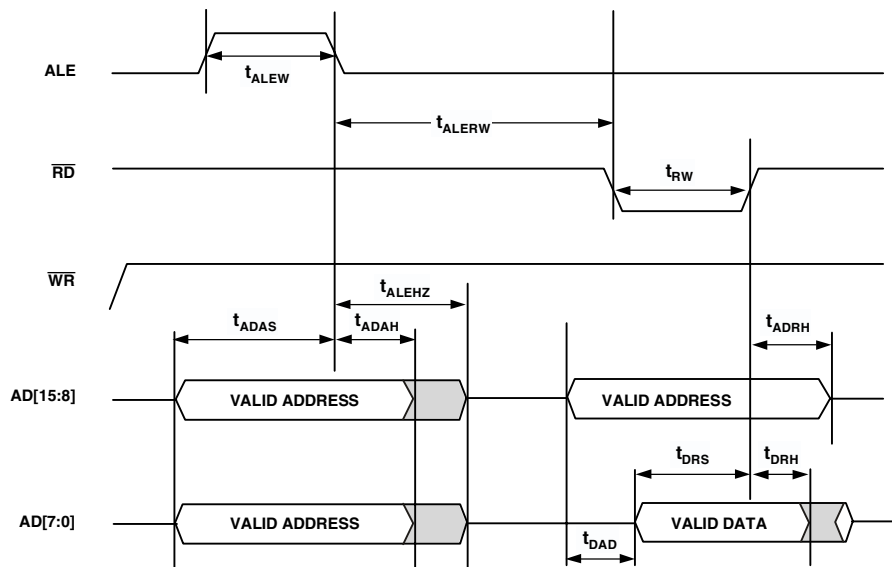 ALE
tALEW
tALERW
RD
tRW
WR
tALEHZ
tADAS
tADAH
tADRH
AD[15:8]
VALID ADDRESS
VALID ADDRESS
tDRS
tDRH
AD[7:0]
VALID ADDRESS
VALID DATA
tDAD